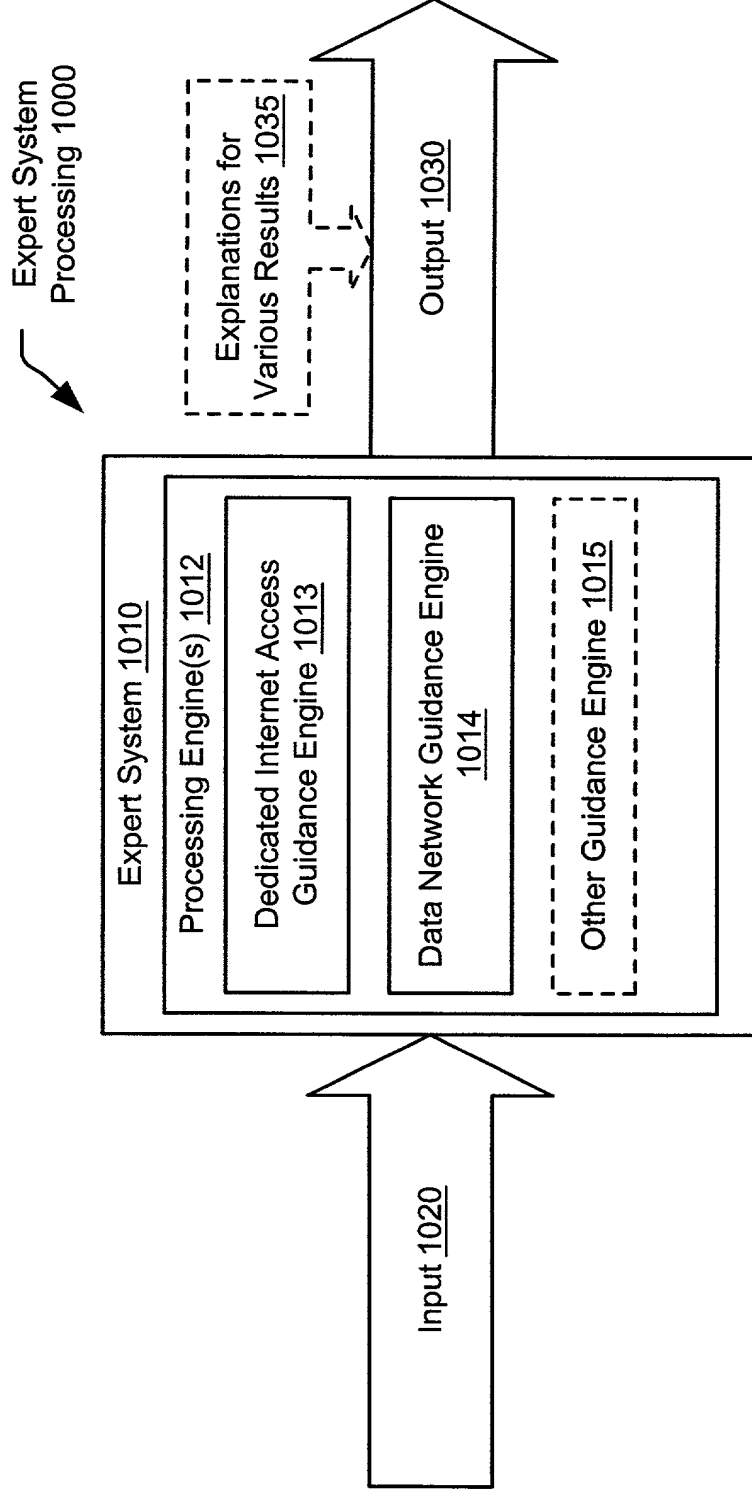 Expert System
Processing 1000
Expert System 1010
Processing Engine(s) 1012
Dedicated Internet Access
Guidance Engine 1013
Data Network Guidance Engine
1014
Other Guidance Engine 1015
Input 1020
Explanations for
Various Results 1035
Output 1030